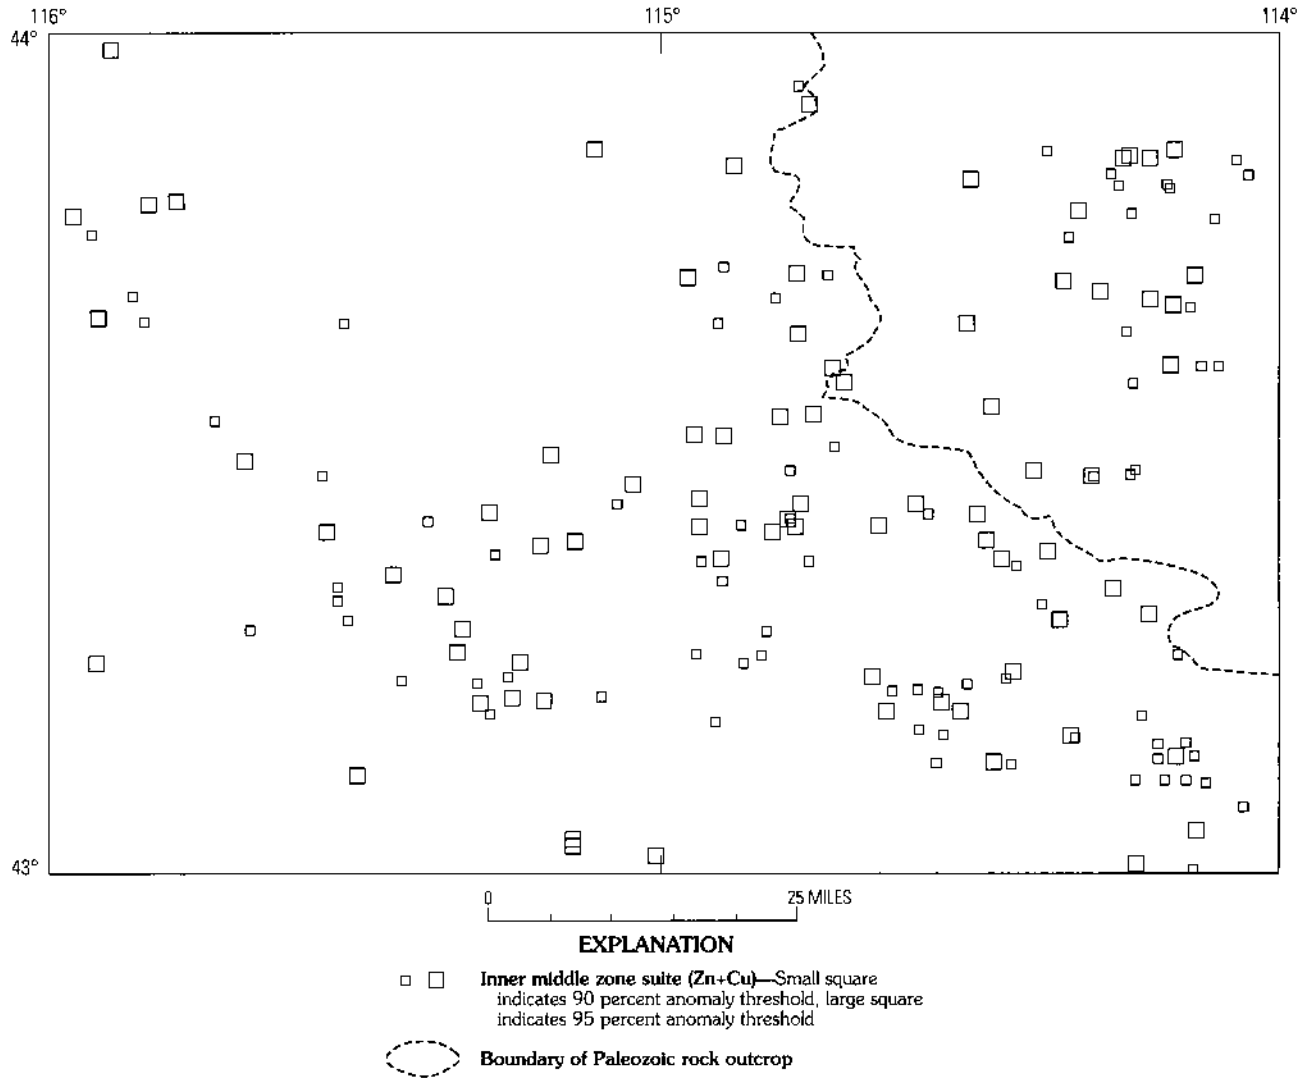 116° 115° 114°
44°
43°
0 25 MILES
EXPLANATION
Inner middle zone suite (Zn+Cu)—Small square
indicates 90 percent anomaly threshold, large square
indicates 95 percent anomaly threshold
Boundary of Paleozoic rock outcrop